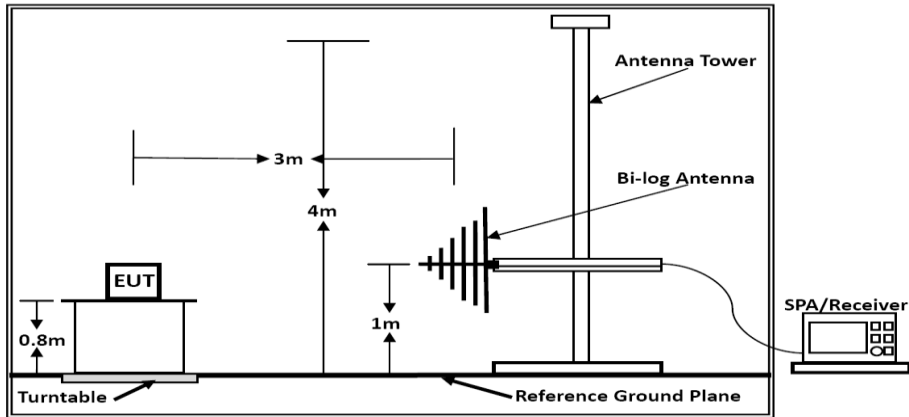 Antenna Tower
3m
Bi-log Antenna
4m
EUT
SPA/Receiver
0.8m
1m
Turntable
Reference Ground Plane